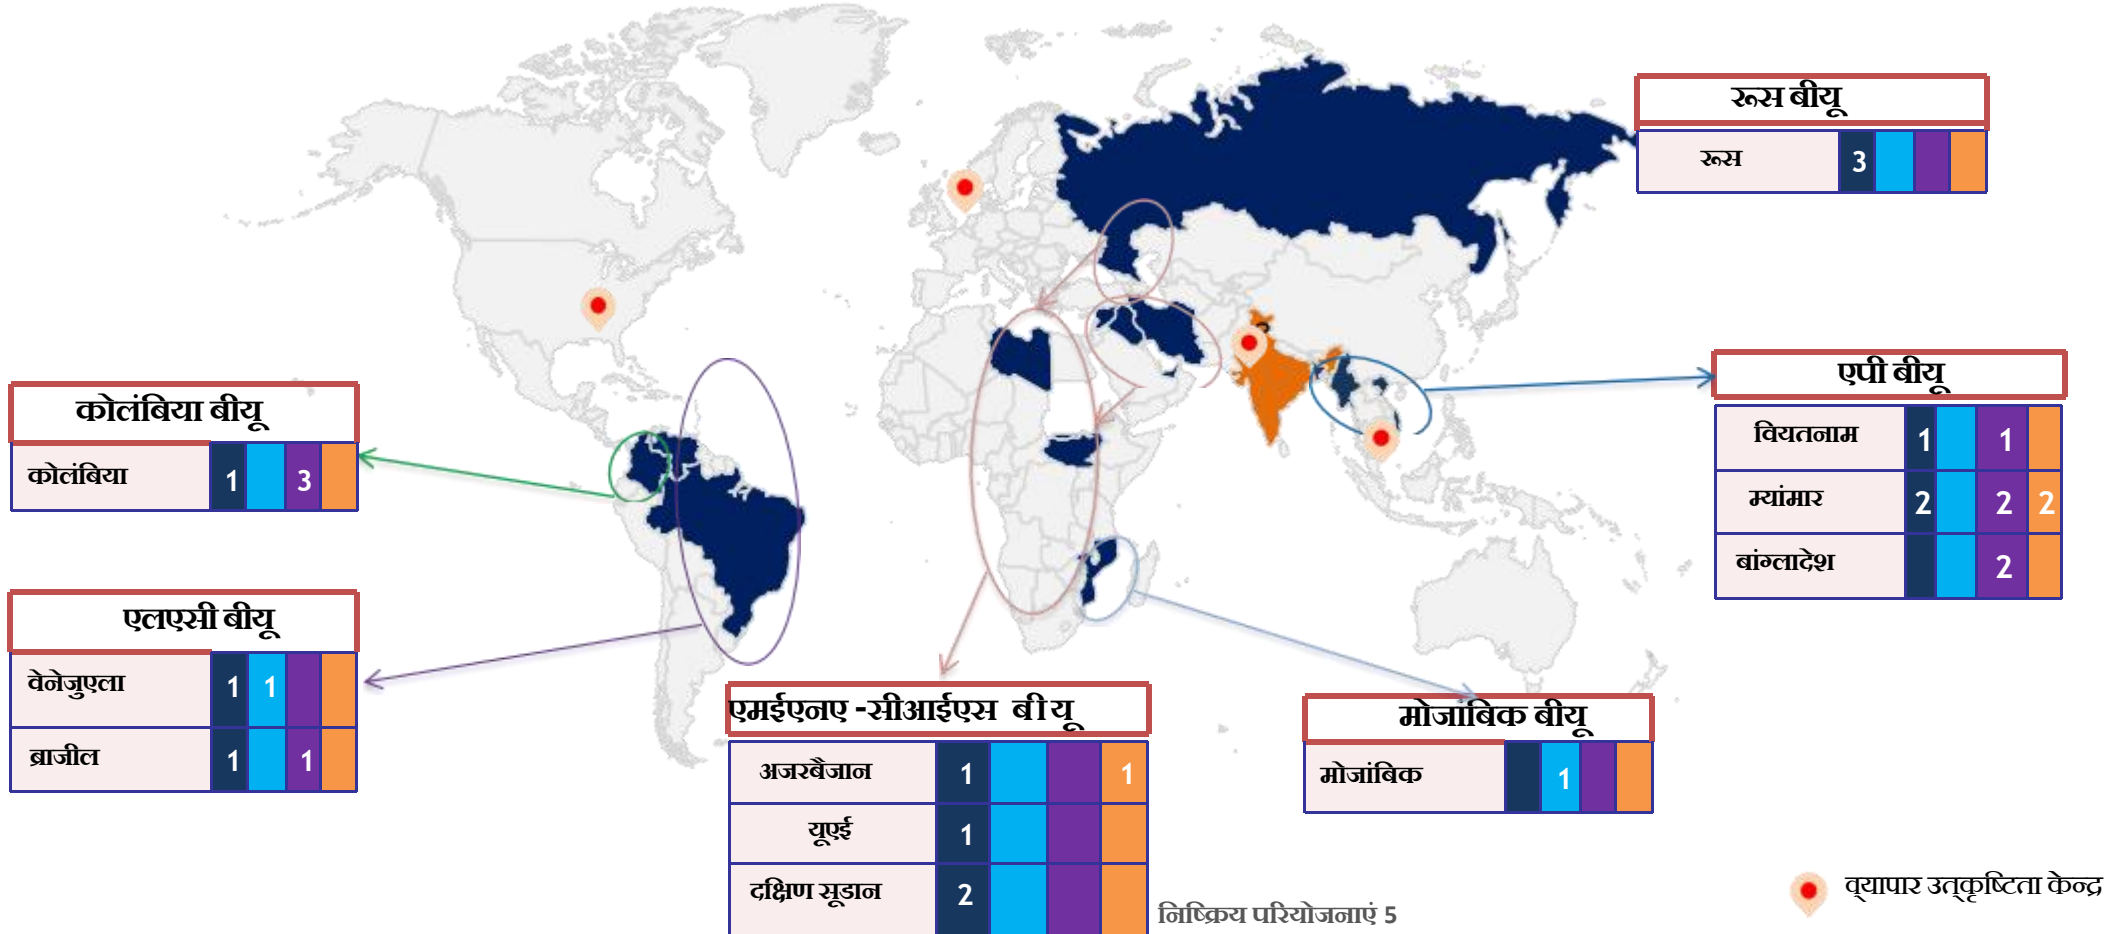 रूस बीयू
रूस 3
एपी बीयू
वियतनाम 1 1
म्यांमार 2 2 2
बांग्लादेश 2
कोलंबिया बीयू
कोलंबिया 1 3
एलएसी बीयू
वेनेजुएला 1 1
ब्राजील 1 1
एमईएनए -सीआईएस बीयू
अजरबैजान 1 1
यूएई 1
दक्षिण सूडान 2
निष्क्रिय परियोजनाएं 5
मोजांबिक बीयू
मोजांबिक 1
व्यापार उत्कृष्टिता केन्द्र